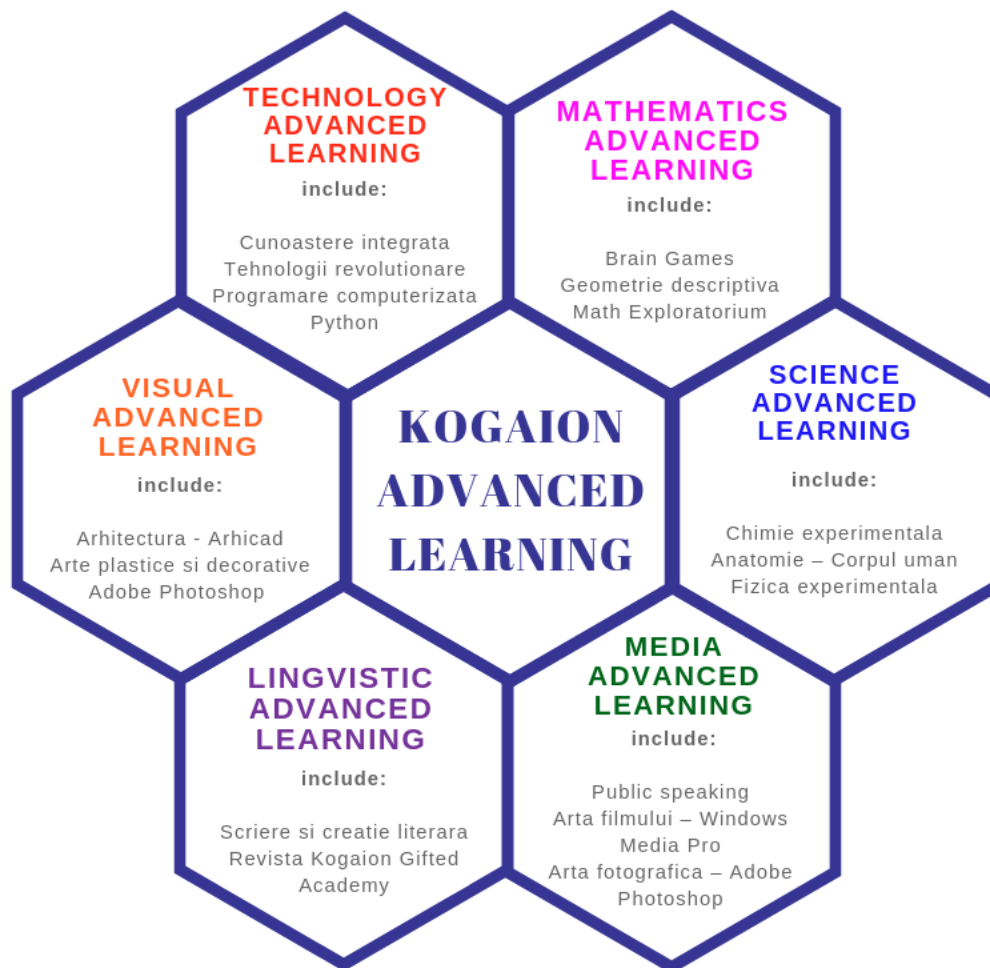 TECHNOLOGY
ADVANCED
LEARNING
include:
Cunoastere integrata
Tehnologii revolutionare
Programare computerizata
Python
MATHEMATICS
ADVANCED
LEARNING
include:
Brain Games
Geometrie descriptiva
Math Exploratorium
VISUAL
ADVANCED
LEARNING
include:
Arhitectura - Arhicad
Arte plastice si decorative
Adobe Photoshop
KOGAION
ADVANCED
LEARNING
SCIENCE
ADVANCED
LEARNING
include:
Chimie experimentala
Anatomie – Corpul uman
Fizica experimentala
LINGVISTIC
ADVANCED
LEARNING
include:
Scriere si creatie literara
Revista Kogaion Gifted
Academy
MEDIA
ADVANCED
LEARNING
include:
Public speaking
Arta filmului – Windows
Media Pro
Arta fotografica – Adobe
Photoshop